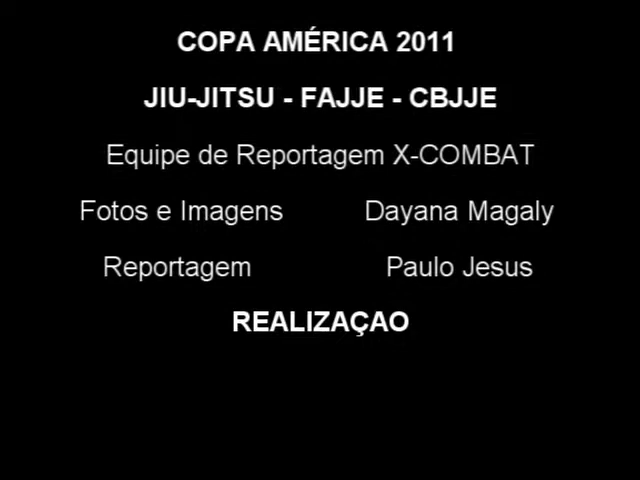 COPA AMÉRICA 2011
JIU-JITSU - FAJJE - CBJJE
Equipe de Reportagem X-COMBAT
Fotos e Imagens Dayana Magaly
Reportagem Paulo Jesus
REALIZAÇAO